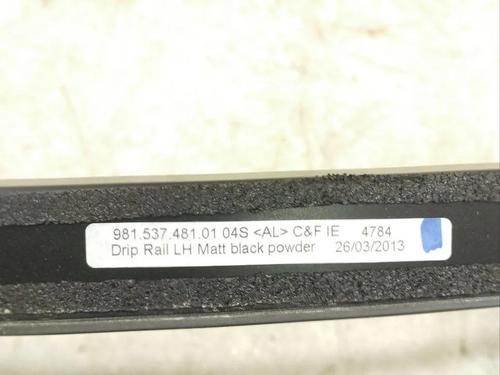 981.537.481.01 04S <AL> C&F IE 4784
Drip Rail LH Matt black powder 26/03/2013